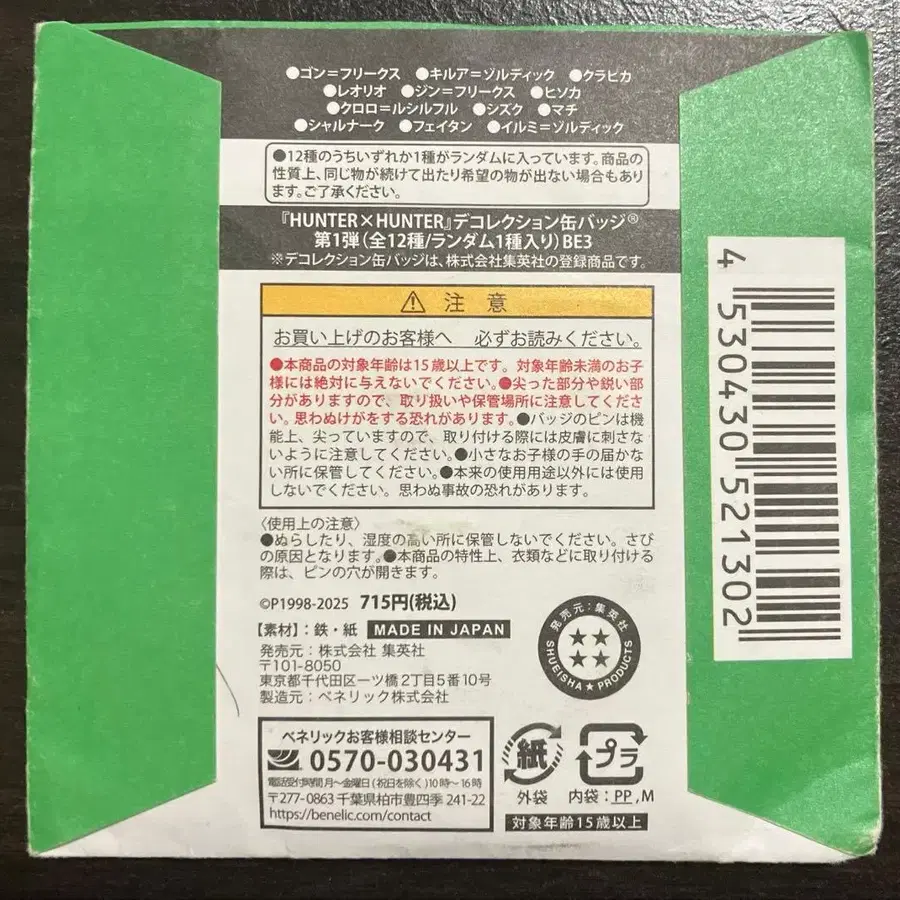 ●ゴン=フリークス ●キルア=ゾルディック ●クラピカ
●レオリオ ●ジン=フリークス ●ヒソカ
●クロロ=ルシルフル ●シズク ●マチ
●シャルナーク ●フェイタン ●イルミ=ゾルディック
●12種のうちいずれか1種がランダムに入っています。商品の
性質上、同じ物が続けて出たり希望の物が出ない場合もあり
ます。ご了承ください。
『HUNTER×HUNTER』デコレクション缶バッジ®
第1弾(全12種/ランダム1種入り)BE3
※デコレクション缶バッジは、株式会社集英社の登録商品です。
⚠ 注 意
お買い上げのお客様へ 必ずお読みください。
●本商品の対象年齢は15歳以上です。対象年齢未満のお子
様には絶対に与えないでください。●尖った部分や鋭い部
分がありますので、取り扱いや保管場所に注意してくださ
い。思わぬけがをする恐れがあります。●バッジのピンは機
能上、尖っていますので、取り付ける際には皮膚に刺さな
いように注意してください。●小さなお子様の手の届かな
い所に保管してください。●本来の使用用途以外には使用
しないでください。思わぬ事故の恐れがあります。
〈使用上の注意〉
●ぬらしたり、湿度の高い所に保管しないでください。さび
の原因となります。●本商品の特性上、衣類などに取り付ける
際は、ピンの穴が開きます。
©P1998-2025 715円(税込)
【素材】:鉄・紙 MADE IN JAPAN
発売元:株式会社 集英社
〒101-8050
東京都千代田区一ツ橋2丁目5番10号
製造元:ベネリック株式会社
発売元:集英社
SHUEISHA★PRODUCTS
ベネリックお客様相談センター
0570-030431
電話受付時間 月〜金曜日(祝日を除く)10時〜16時
〒277-0863 千葉県柏市豊四季 241-22
https://benelic.com/contact
紙
外袋
プラ
内袋:PP,M
対象年齢15歳以上
4 530430 521302